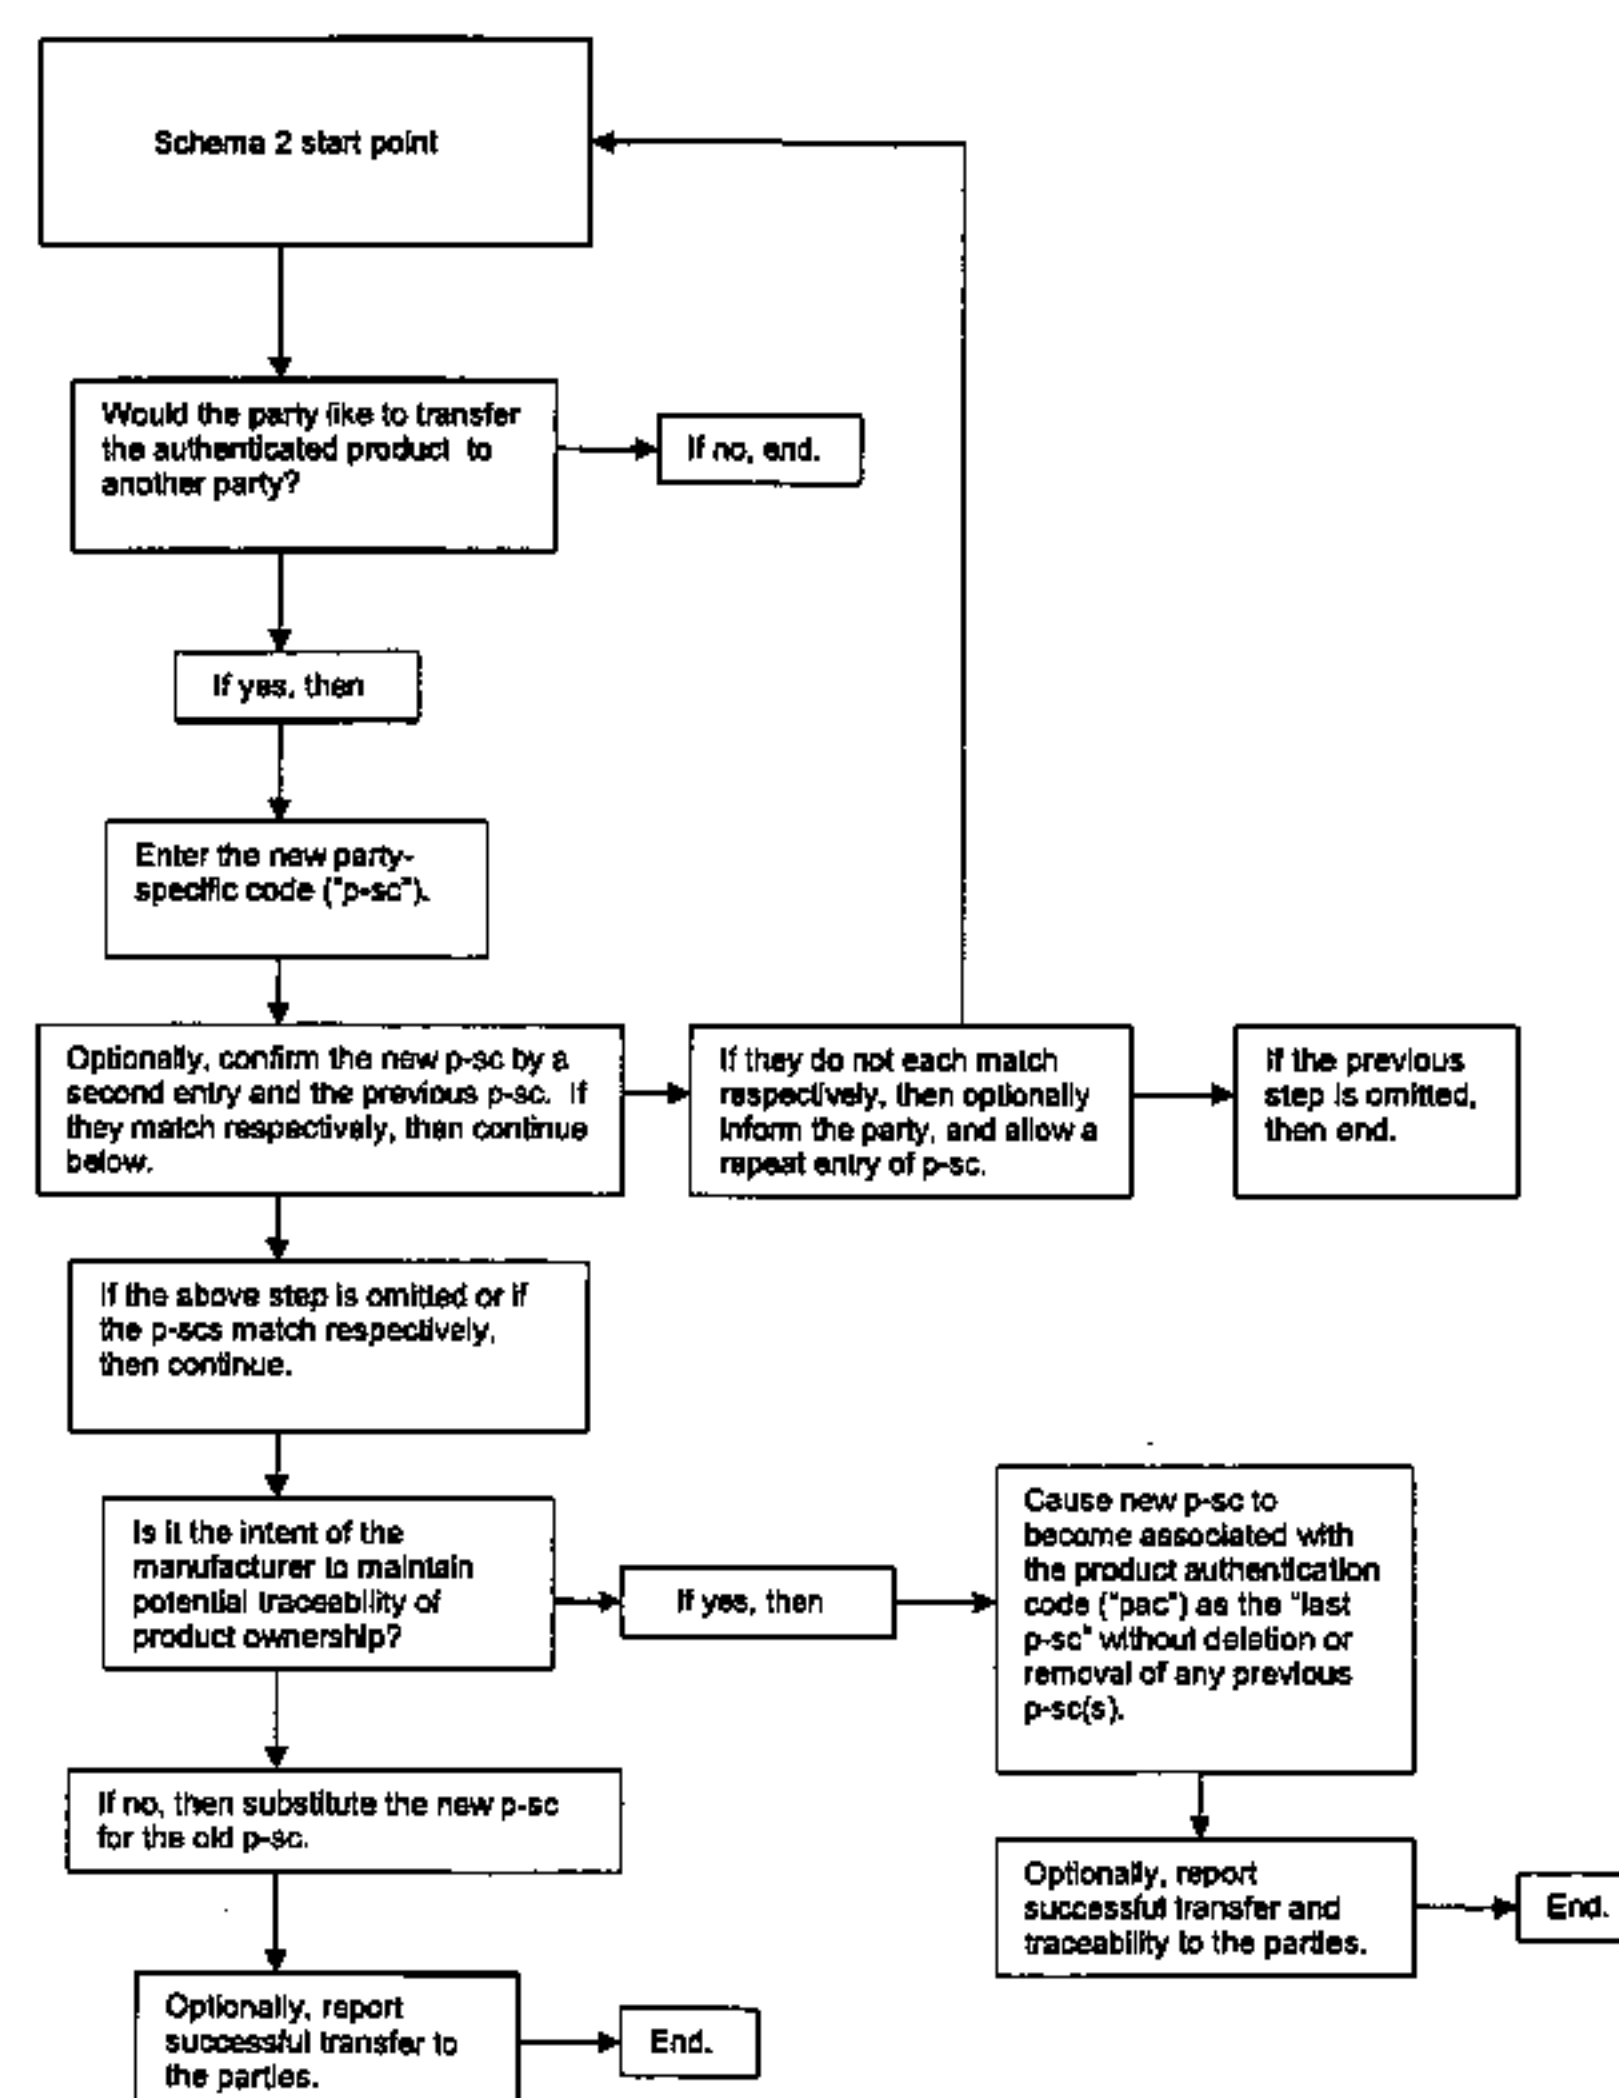 Schema 2 start point
Would the party like to transfer
the authenticated product to
another party?
If no, end.
If yes, then
Enter the new party-
specific code ("p-sc").
Optionally, confirm the new p-sc by a
second entry and the previous p-sc. If
they match respectively, then continue
below.
If they do not each match
respectively, then optionally
inform the party, and allow a
repeat entry of p-sc.
If the previous
step is omitted,
then end.
If the above step is omitted or if
the p-scs match respectively,
then continue.
Is it the intent of the
manufacturer to maintain
potential traceability of
product ownership?
If yes, then
Cause new p-sc to
become associated with
the product authentication
code ("pac") as the "last
p-sc" without deletion or
removal of any previous
p-sc(s).
If no, then substitute the new p-sc
for the old p-sc.
Optionally, report
successful transfer and
traceability to the parties.
End.
Optionally, report
successful transfer to
the parties.
End.